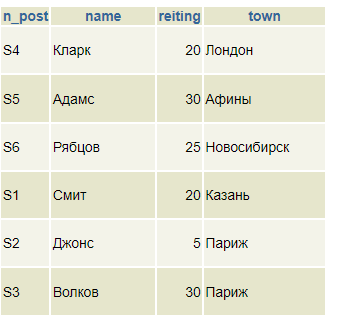 n_post name reiting town
S4 Кларк 20 Лондон
S5 Адамс 30 Афины
S6 Рябцов 25 Новосибирск
S1 Смит 20 Казань
S2 Джонс 5 Париж
S3 Волков 30 Париж